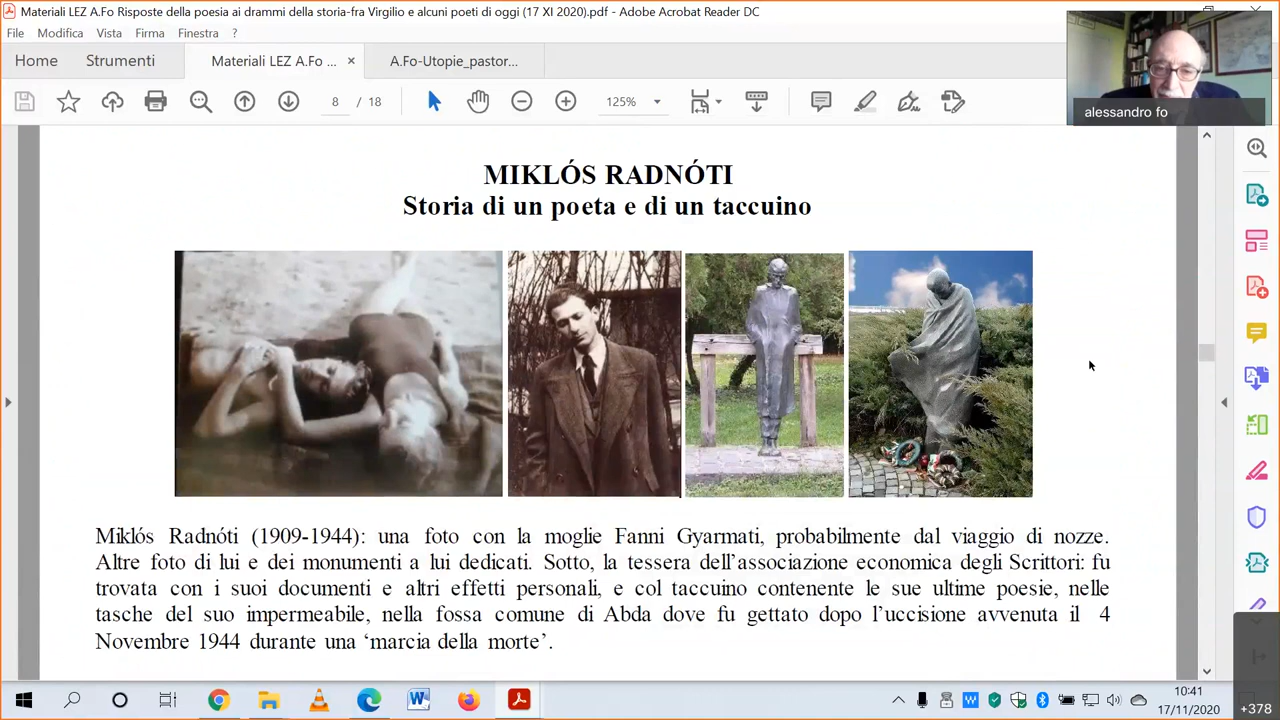 Materiali LEZ A.Fo Risposte della poesia ai drammi della storia-fra Virgilio e alcuni poeti di oggi (17 XI 2020).pdf - Adobe Acrobat Reader DC
File Modifica Vista Firma Finestra ?
Home Strumenti Materiali LEZ A.Fo ... × A.Fo-Utopie_pastor...
8 / 18 125%
alessandro fo
MIKLÓS RADNÓTI
Storia di un poeta e di un taccuino
Miklós Radnóti (1909-1944): una foto con la moglie Fanni Gyarmati, probabilmente dal viaggio di nozze.
Altre foto di lui e dei monumenti a lui dedicati. Sotto, la tessera dell’associazione economica degli Scrittori: fu
trovata con i suoi documenti e altri effetti personali, e col taccuino contenente le sue ultime poesie, nelle
tasche del suo impermeabile, nella fossa comune di Abda dove fu gettato dopo l’uccisione avvenuta il 4
Novembre 1944 durante una ‘marcia della morte’.
10:41
17/11/2020
+378